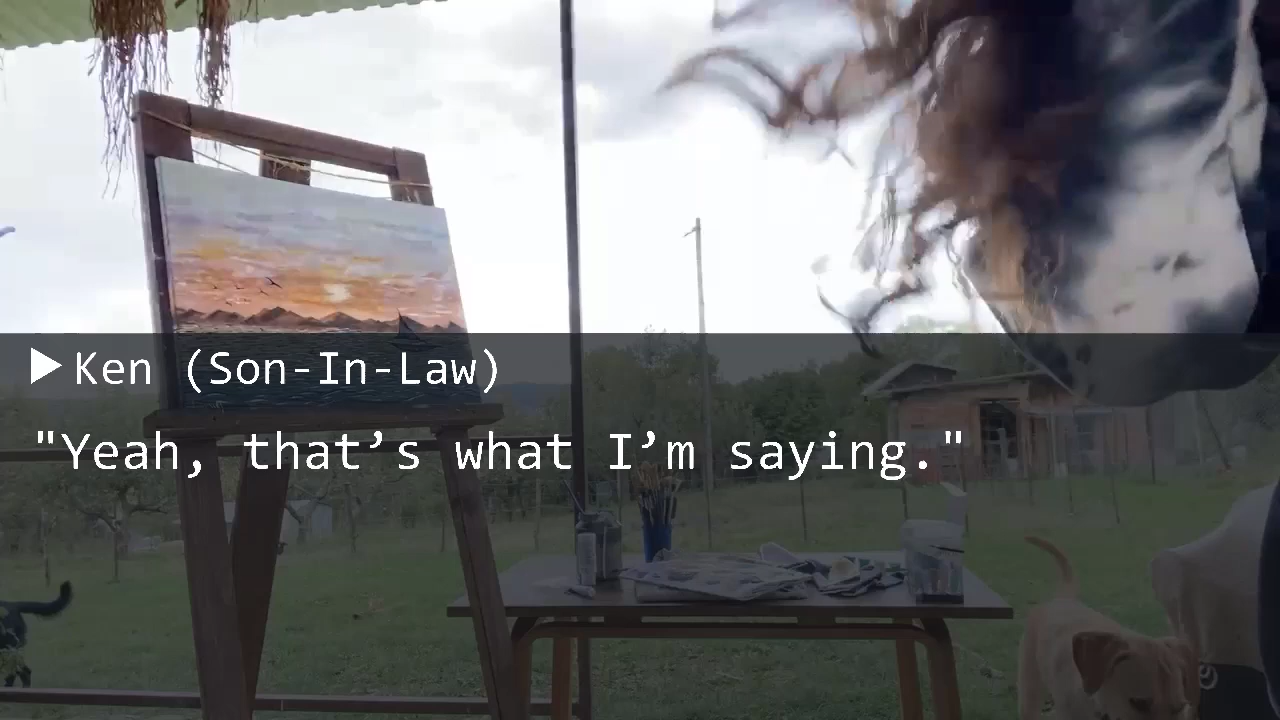 ▶Ken (Son-In-Law)
"Yeah, that’s what I’m saying."